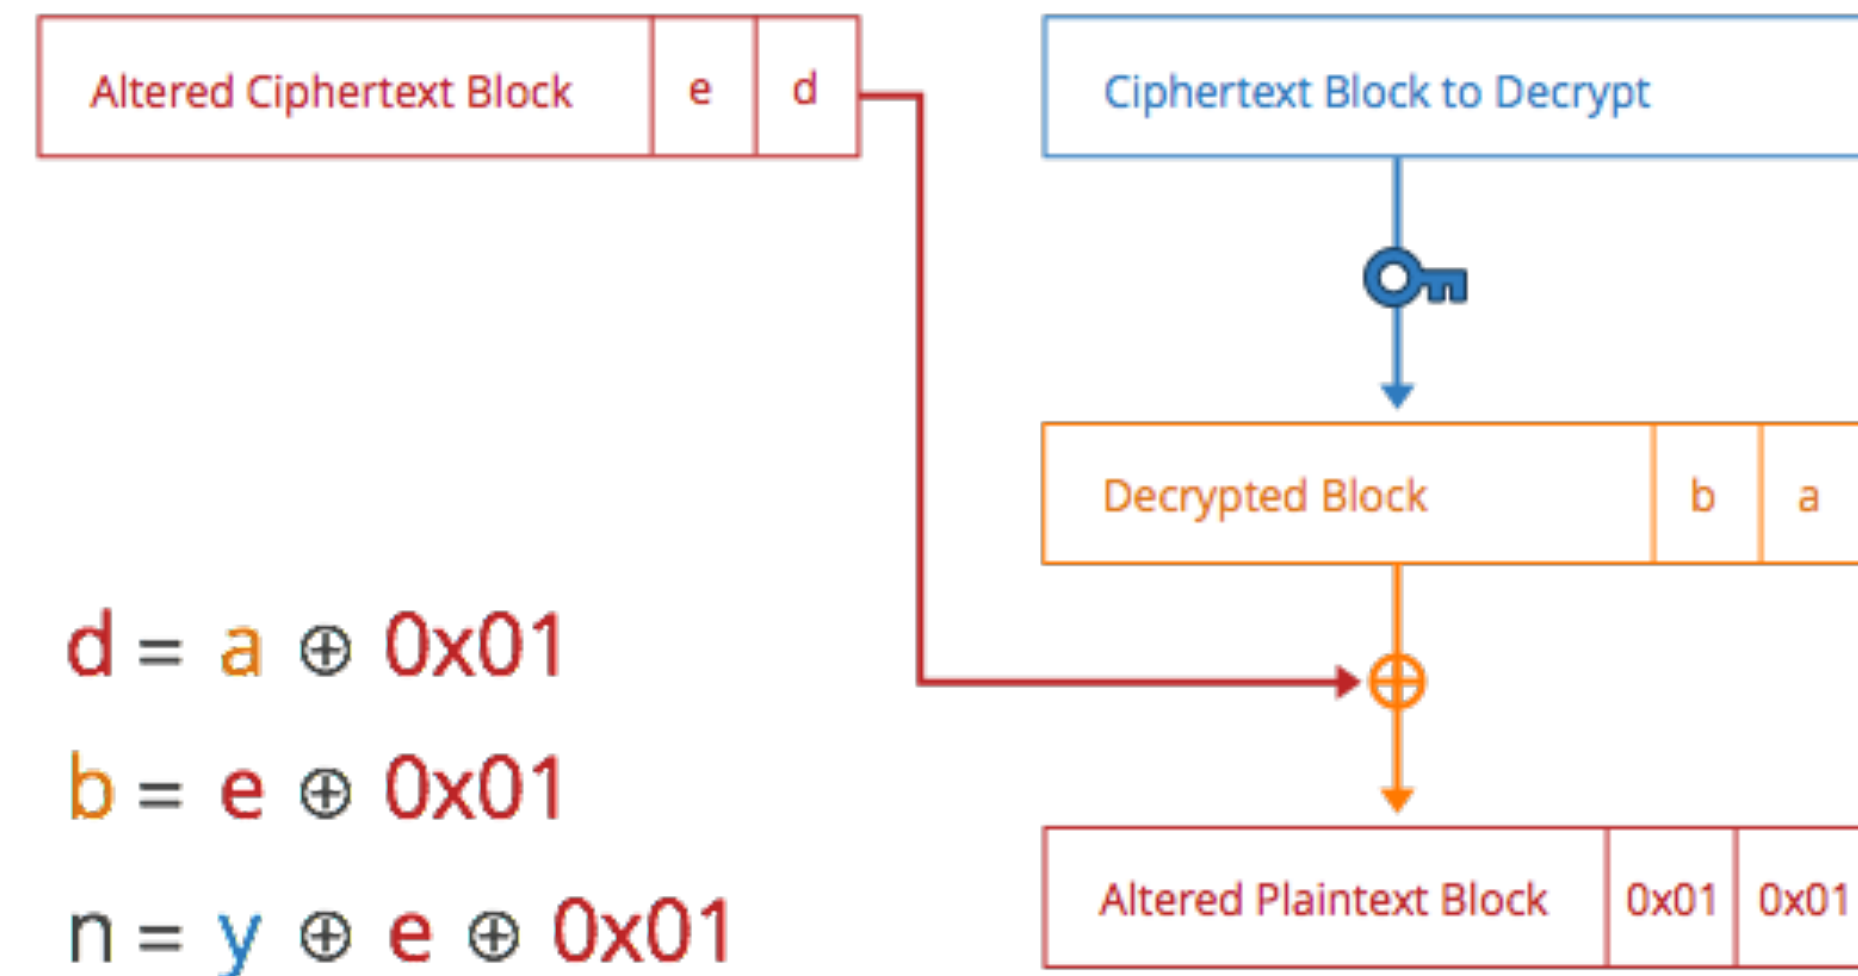 Altered Ciphertext Block e d
Ciphertext Block to Decrypt
Decrypted Block b a
d = a ⊕ 0x01
b = e ⊕ 0x01
n = y ⊕ e ⊕ 0x01
Altered Plaintext Block 0x01 0x01